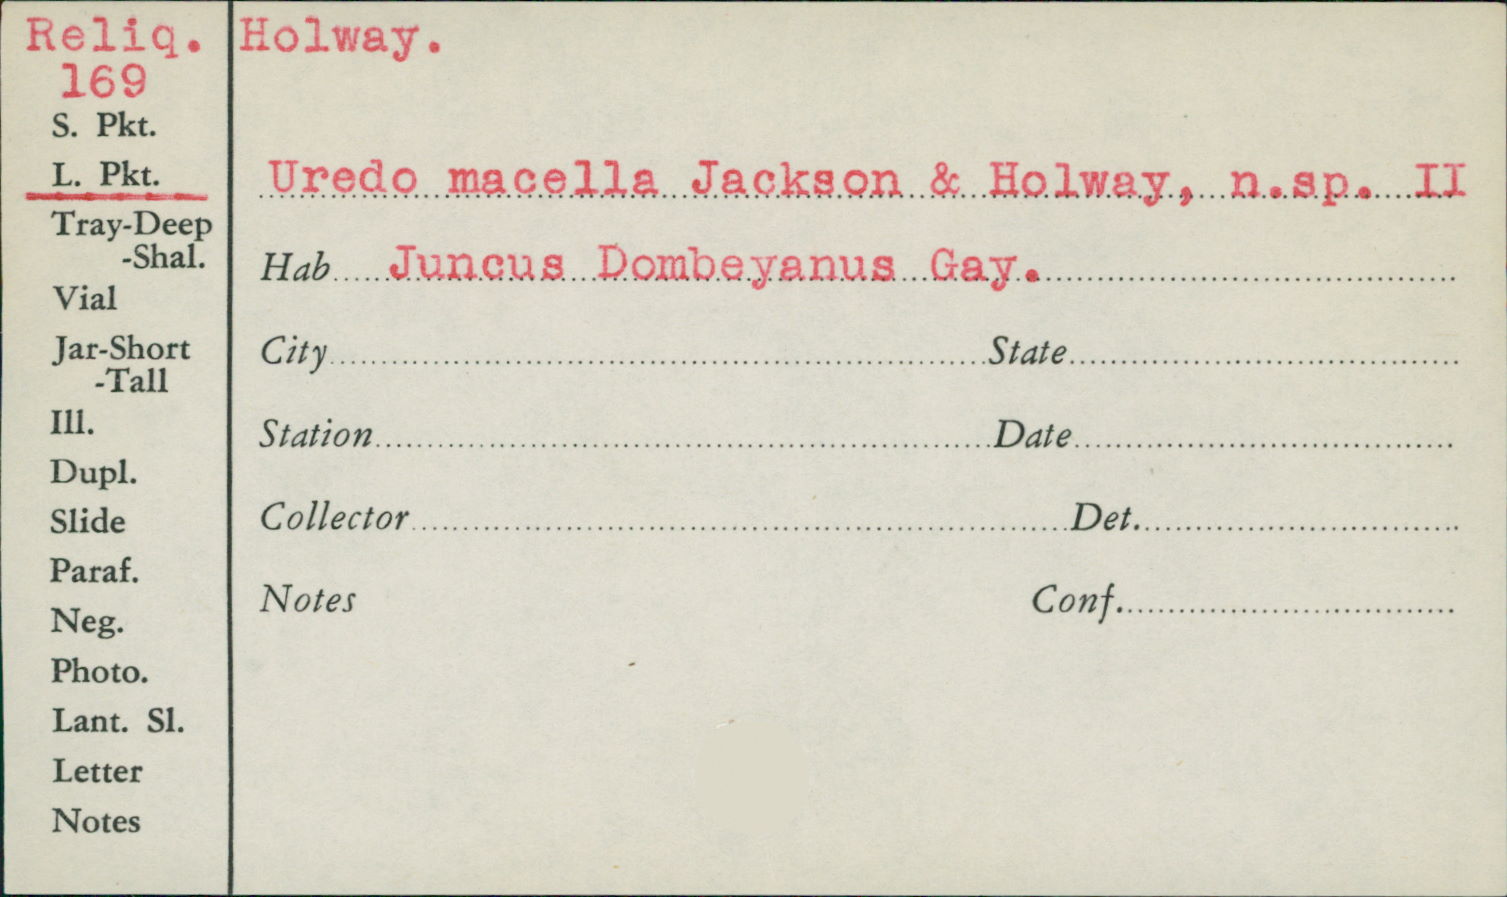 Reliq. Holway.
169
S. Pkt.
L. Pkt.
Uredo macella Jackson & Holway, n.sp. II
Tray-Deep
-Shal.
Hab Juncus Dombeyanus Gay.
Vial
Jar-Short
-Tall
City State
Ill.
Station Date
Dupl.
Slide
Collector Det.
Paraf.
Notes Conf.
Neg.
Photo.
Lant. Sl.
Letter
Notes